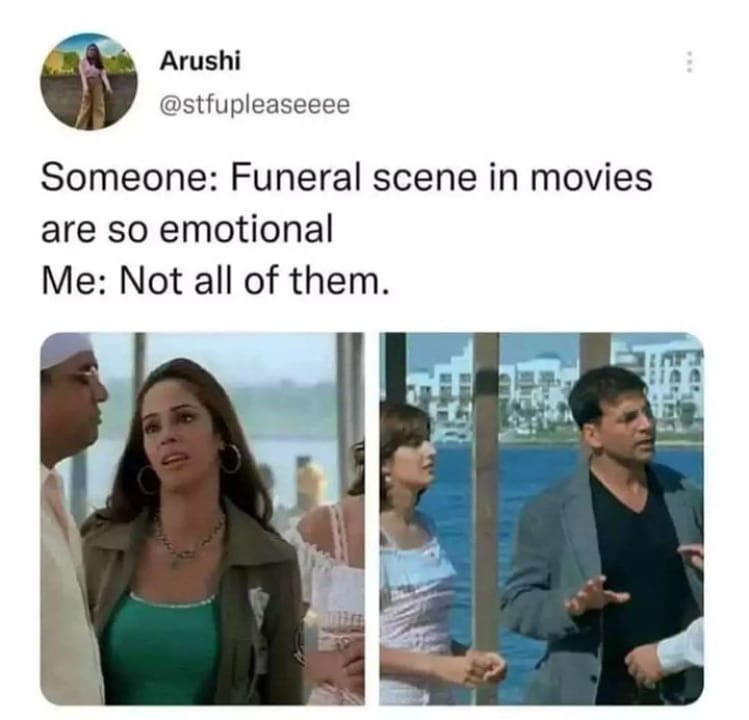 Arushi
@stfupleaseeee
Someone: Funeral scene in movies
are so emotional
Me: Not all of them.